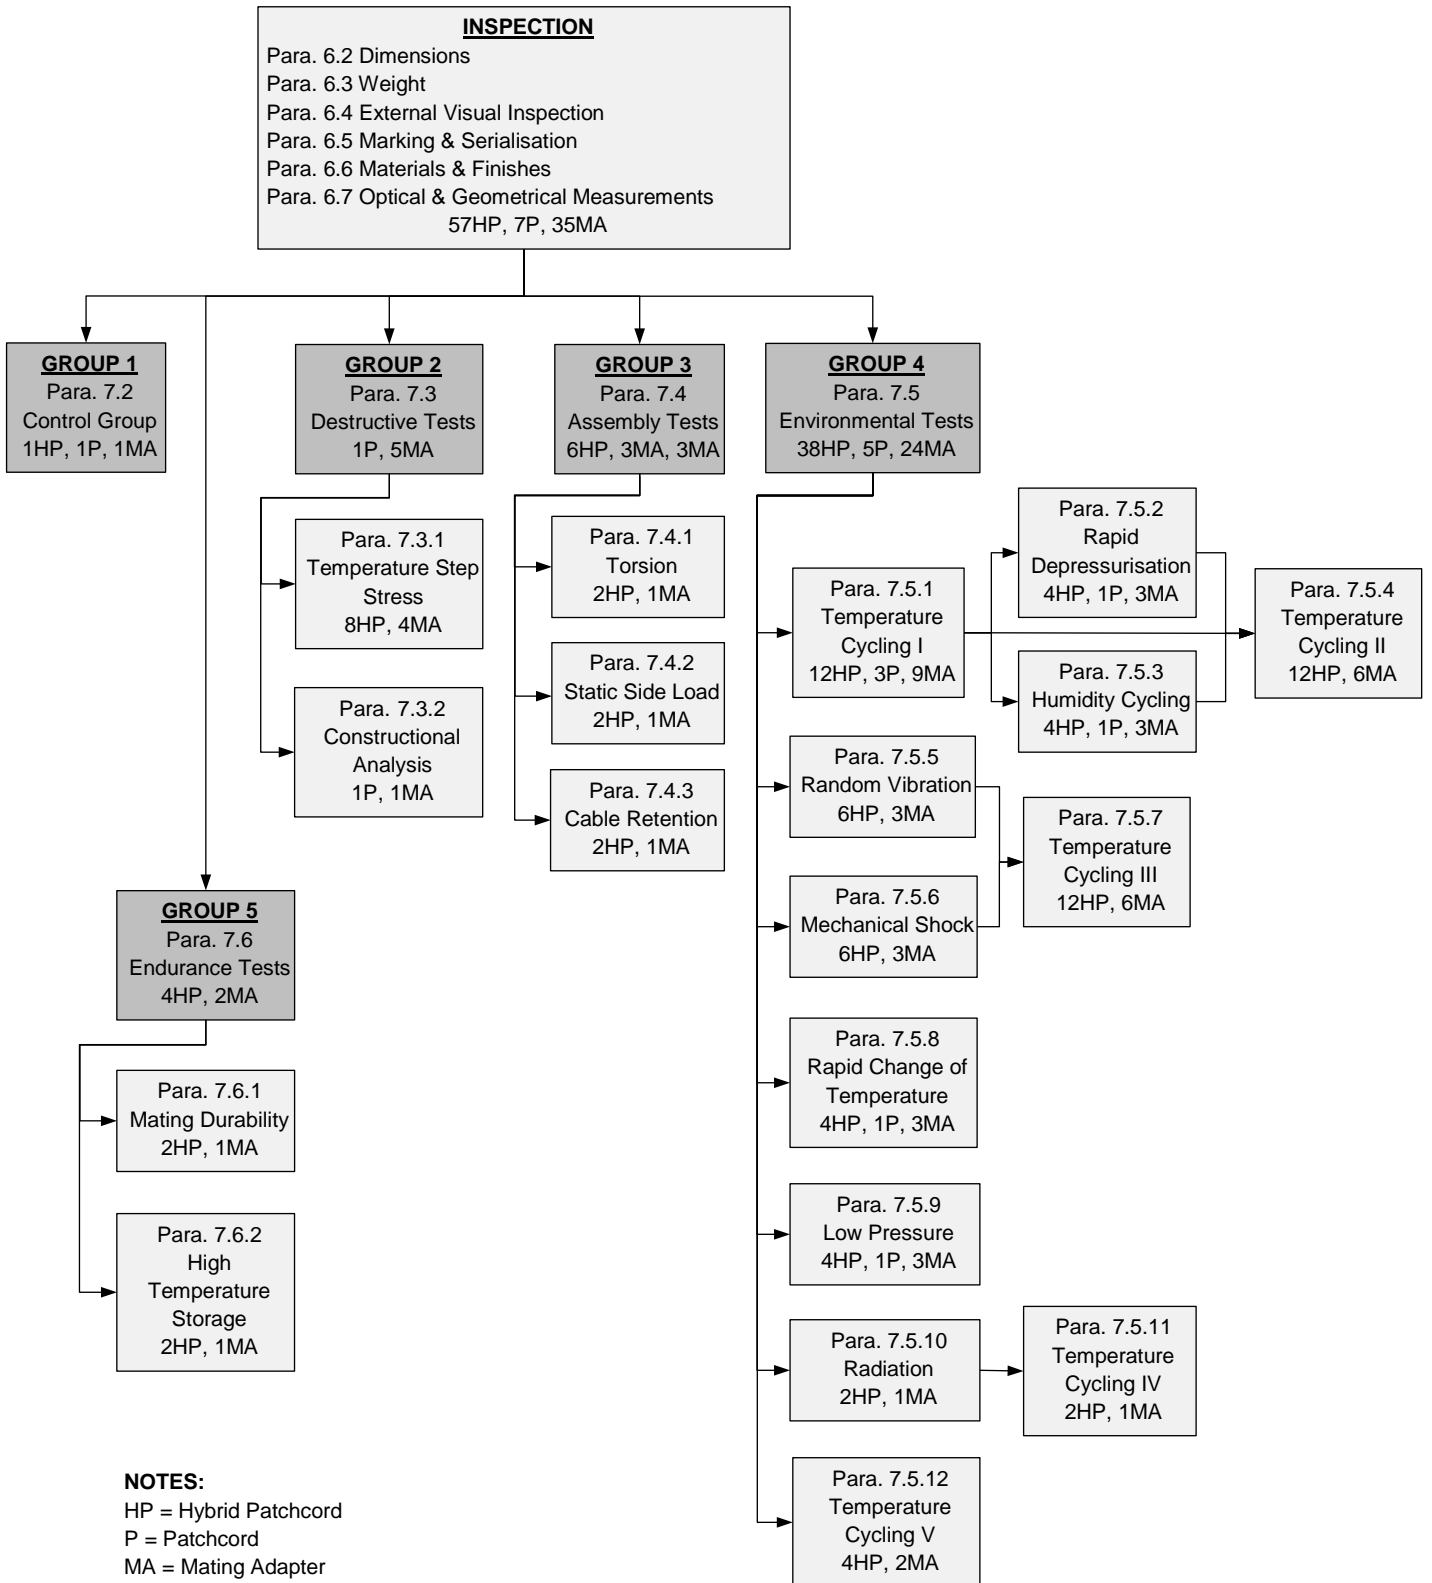 INSPECTION
Para. 6.2 Dimensions
Para. 6.3 Weight
Para. 6.4 External Visual Inspection
Para. 6.5 Marking & Serialisation
Para. 6.6 Materials & Finishes
Para. 6.7 Optical & Geometrical Measurements
57HP, 7P, 35MA
GROUP 1
Para. 7.2
Control Group
1HP, 1P, 1MA
GROUP 2
Para. 7.3
Destructive Tests
1P, 5MA
Para. 7.3.1
Temperature Step
Stress
8HP, 4MA
Para. 7.3.2
Constructional
Analysis
1P, 1MA
GROUP 3
Para. 7.4
Assembly Tests
6HP, 3MA, 3MA
Para. 7.4.1
Torsion
2HP, 1MA
Para. 7.4.2
Static Side Load
2HP, 1MA
Para. 7.4.3
Cable Retention
2HP, 1MA
GROUP 4
Para. 7.5
Environmental Tests
38HP, 5P, 24MA
Para. 7.5.1
Temperature
Cycling I
12HP, 3P, 9MA
Para. 7.5.2
Rapid
Depressurisation
4HP, 1P, 3MA
Para. 7.5.3
Humidity Cycling
4HP, 1P, 3MA
Para. 7.5.4
Temperature
Cycling II
12HP, 6MA
Para. 7.5.5
Random Vibration
6HP, 3MA
Para. 7.5.6
Mechanical Shock
6HP, 3MA
Para. 7.5.7
Temperature
Cycling III
12HP, 6MA
Para. 7.5.8
Rapid Change of
Temperature
4HP, 1P, 3MA
Para. 7.5.9
Low Pressure
4HP, 1P, 3MA
Para. 7.5.10
Radiation
2HP, 1MA
Para. 7.5.11
Temperature
Cycling IV
2HP, 1MA
Para. 7.5.12
Temperature
Cycling V
4HP, 2MA
GROUP 5
Para. 7.6
Endurance Tests
4HP, 2MA
Para. 7.6.1
Mating Durability
2HP, 1MA
Para. 7.6.2
High
Temperature
Storage
2HP, 1MA
NOTES:
HP = Hybrid Patchcord
P = Patchcord
MA = Mating Adapter